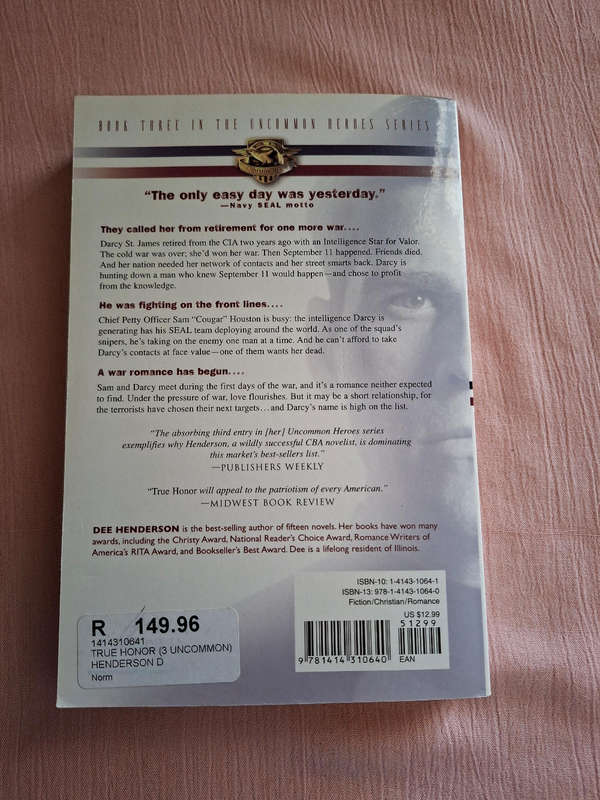 BOOK THREE IN THE UNCOMMON HEROES SERIES
“The only easy day was yesterday.”
—Navy SEAL motto
They called her from retirement for one more war....
Darcy St. James retired from the CIA two years ago with an Intelligence Star for Valor.
The cold war was over; she’d won her war. Then September 11 happened. Friends died.
And her nation needed her network of contacts and her street smarts back. Darcy is
hunting down a man who knew September 11 would happen—and chose to profit
from the knowledge.
He was fighting on the front lines....
Chief Petty Officer Sam “Cougar” Houston is busy: the intelligence Darcy is
generating has his SEAL team deploying around the world. As one of the squad’s
snipers, he’s taking on the enemy one man at a time. And he can’t afford to take
Darcy’s contacts at face value—one of them wants her dead.
A war romance has begun....
Sam and Darcy meet during the first days of the war, and it’s a romance neither expected
to find. Under the pressure of war, love flourishes. But it may be a short relationship, for
the terrorists have chosen their next targets...and Darcy’s name is high on the list.
“The absorbing third entry in [her] Uncommon Heroes series
exemplifies why Henderson, a wildly successful CBA novelist, is dominating
this market’s best-sellers list.”
—PUBLISHERS WEEKLY
“True Honor will appeal to the patriotism of every American.”
—MIDWEST BOOK REVIEW
DEE HENDERSON is the best-selling author of fifteen novels. Her books have won many
awards, including the Christy Award, National Reader’s Choice Award, Romance Writers of
America’s RITA Award, and Bookseller’s Best Award. Dee is a lifelong resident of Illinois.
ISBN-10: 1-4143-1064-1
ISBN-13: 978-1-4143-1064-0
Fiction/Christian/Romance
US $12.99
51299
9781414310640
EAN
R 149.96
1414310641
TRUE HONOR (3 UNCOMMON)
HENDERSON D
Norm